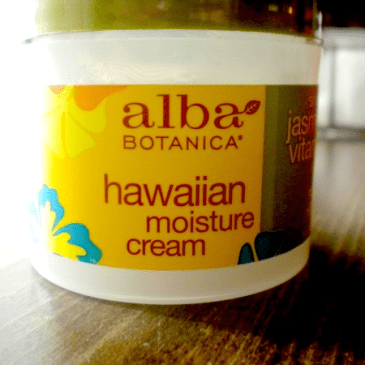 alba
BOTANICA®
hawaiian
moisture
cream